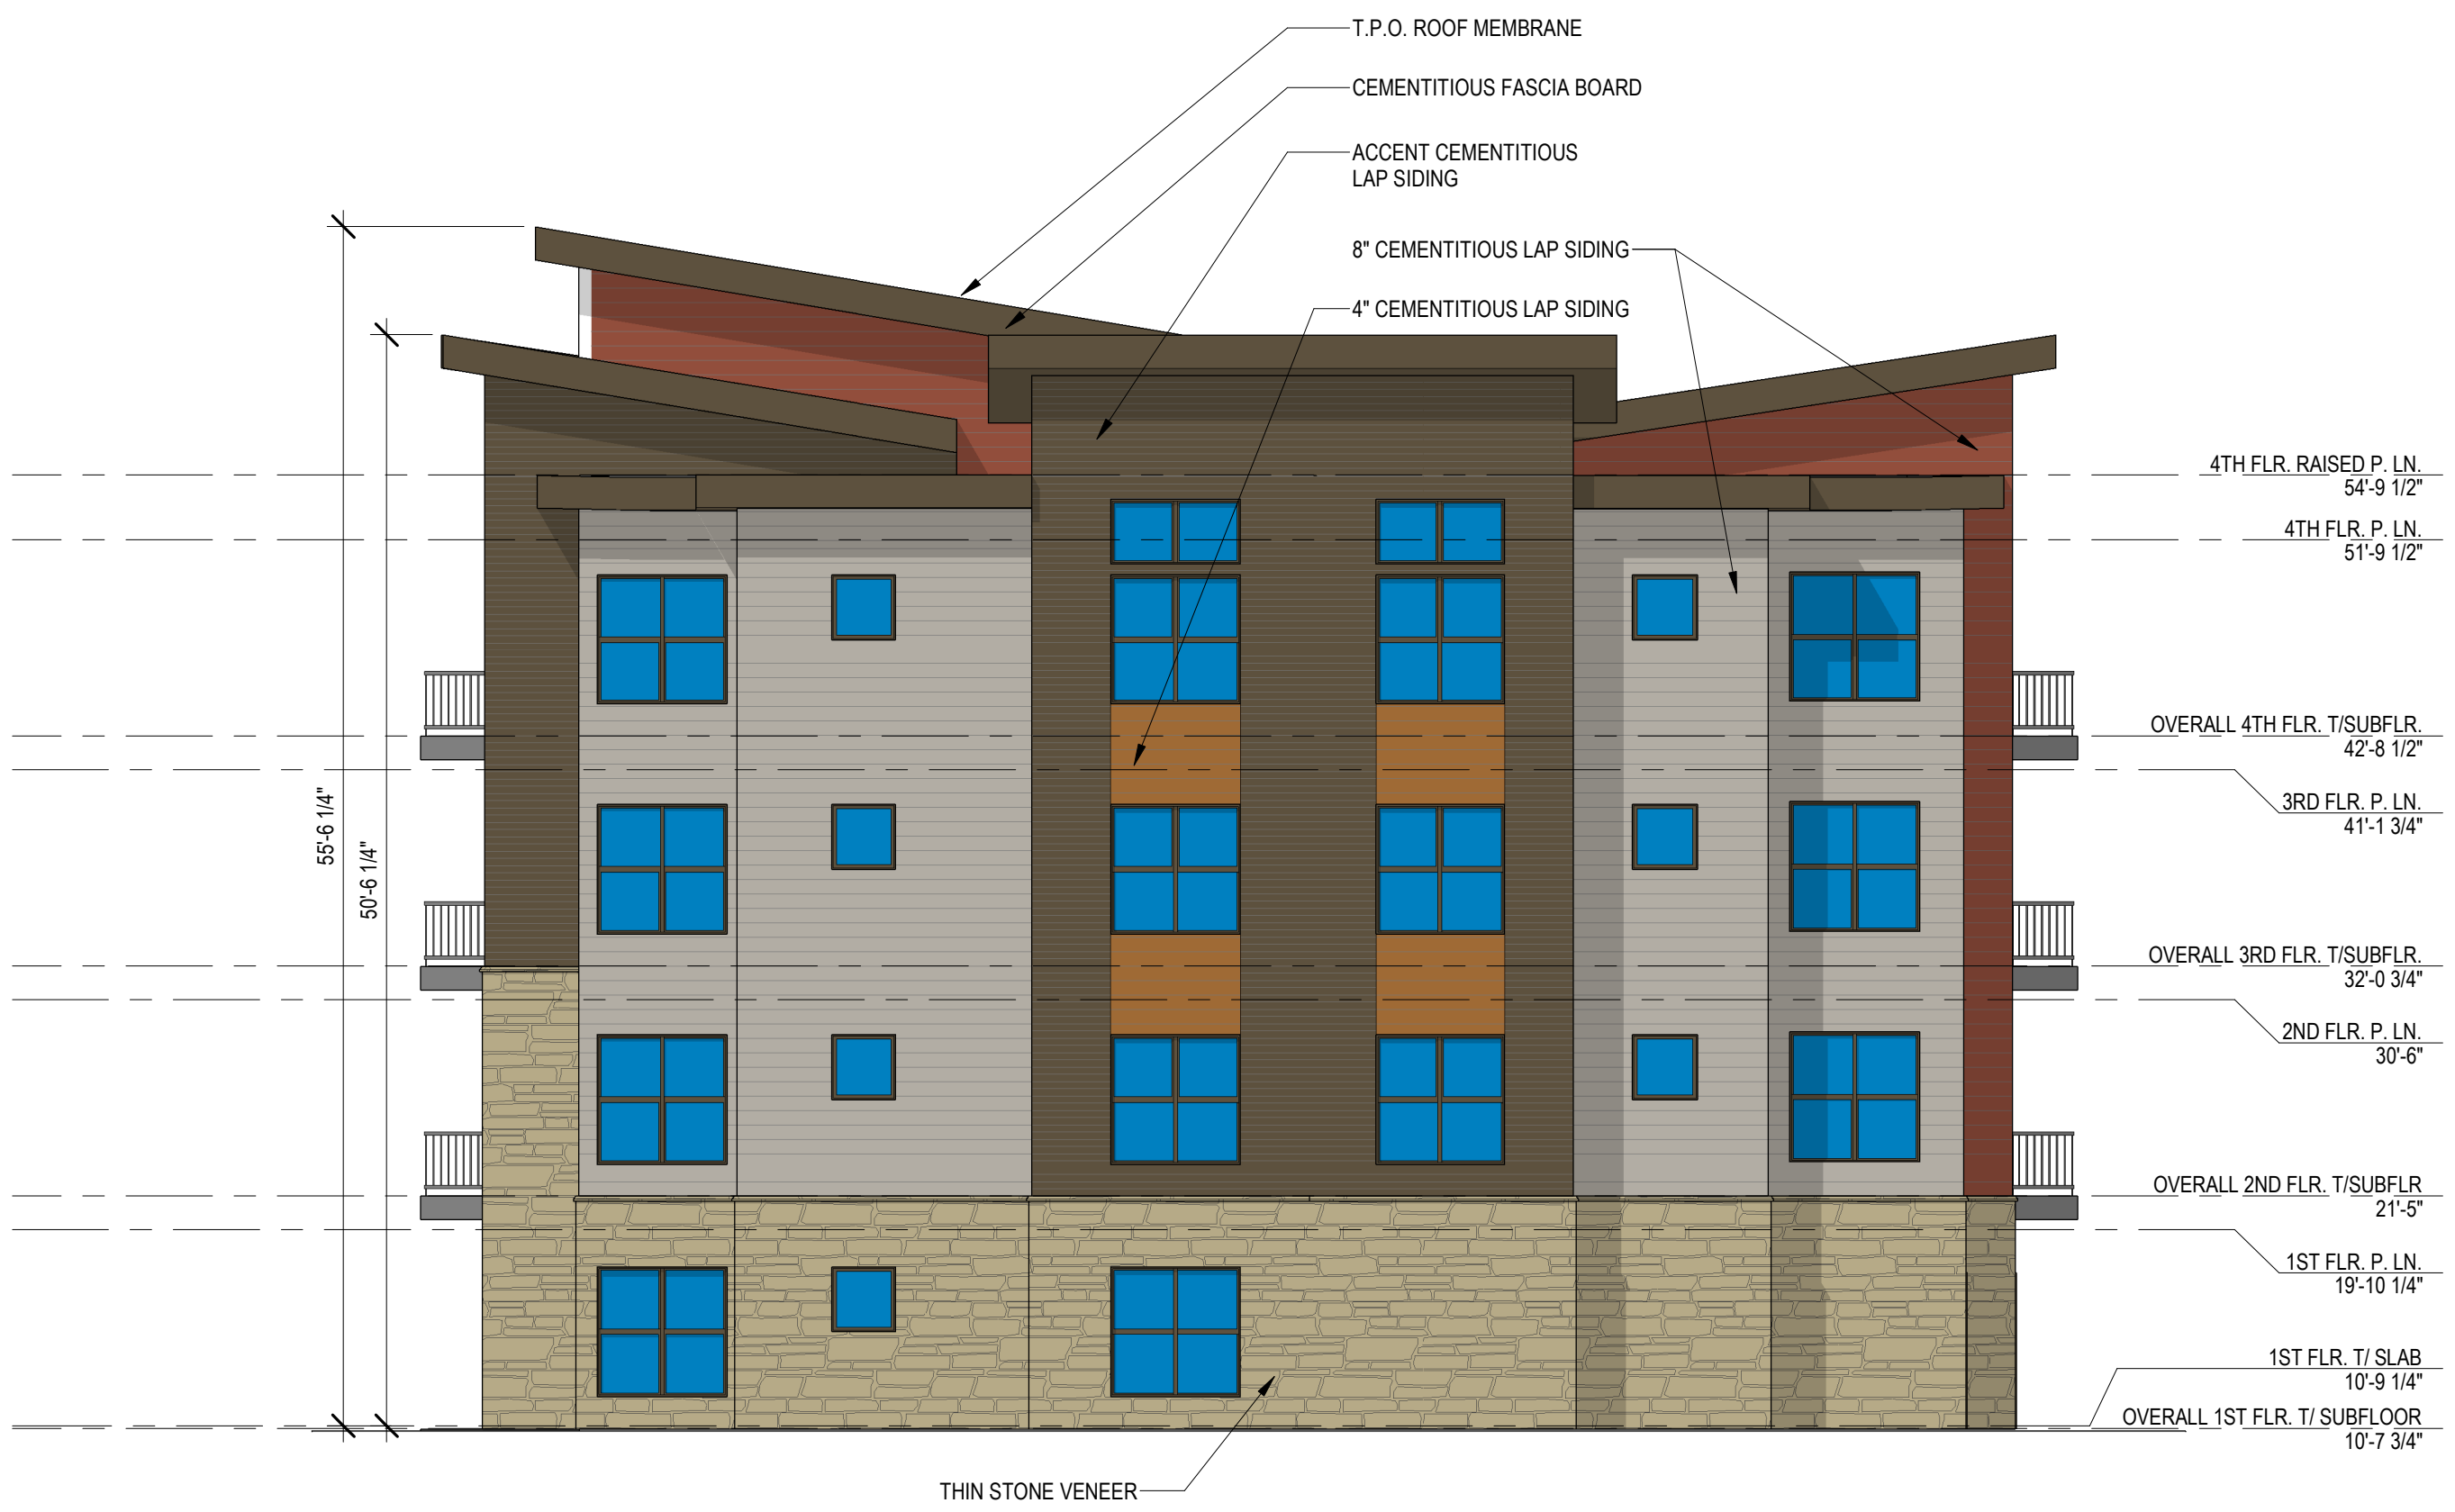 T.P.O. ROOF MEMBRANE
CEMENTITIOUS FASCIA BOARD
ACCENT CEMENTITIOUS
LAP SIDING
8" CEMENTITIOUS LAP SIDING
4" CEMENTITIOUS LAP SIDING
4TH FLR. RAISED P. LN.
54'-9 1/2"
4TH FLR. P. LN.
51'-9 1/2"
OVERALL 4TH FLR. T/SUBFLR.
42'-8 1/2"
3RD FLR. P. LN.
41'-1 3/4"
55'-6 1/4"
50'-6 1/4"
OVERALL 3RD FLR. T/SUBFLR.
32'-0 3/4"
2ND FLR. P. LN.
30'-6"
OVERALL 2ND FLR. T/SUBFLR
21'-5"
1ST FLR. P. LN.
19'-10 1/4"
1ST FLR. T/ SLAB
10'-9 1/4"
OVERALL 1ST FLR. T/ SUBFLOOR
10'-7 3/4"
THIN STONE VENEER